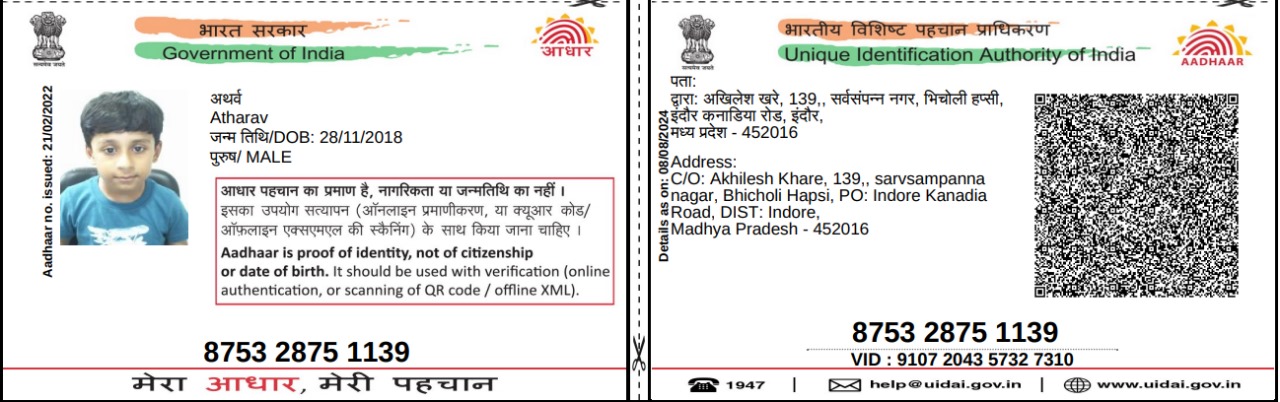 भारत सरकार
Government of India
आधार
सत्यमेव जयते
Aadhaar no. issued: 21/02/2022
अथर्व
Atharav
जन्म तिथि/DOB: 28/11/2018
पुरुष/ MALE
आधार पहचान का प्रमाण है, नागरिकता या जन्मतिथि का नहीं ।
इसका उपयोग सत्यापन (ऑनलाइन प्रमाणीकरण, या क्यूआर कोड/
ऑफ़लाइन एक्सएमएल की स्कैनिंग) के साथ किया जाना चाहिए ।
Aadhaar is proof of identity, not of citizenship
or date of birth. It should be used with verification (online
authentication, or scanning of QR code / offline XML).
8753 2875 1139
मेरा आधार, मेरी पहचान
भारतीय विशिष्ट पहचान प्राधिकरण
Unique Identification Authority of India
AADHAAR
सत्यमेव जयते
Details as on: 08/08/2024
पता:
द्वारा: अखिलेश खरे, 139,, सर्वसंपन्न नगर, भिचोली हप्सी,
इंदौर कनाडिया रोड, इंदौर,
मध्य प्रदेश - 452016
Address:
C/O: Akhilesh Khare, 139,, sarvsampanna
nagar, Bhicholi Hapsi, PO: Indore Kanadia
Road, DIST: Indore,
Madhya Pradesh - 452016
8753 2875 1139
VID : 9107 2043 5732 7310
1947 | help@uidai.gov.in | www.uidai.gov.in